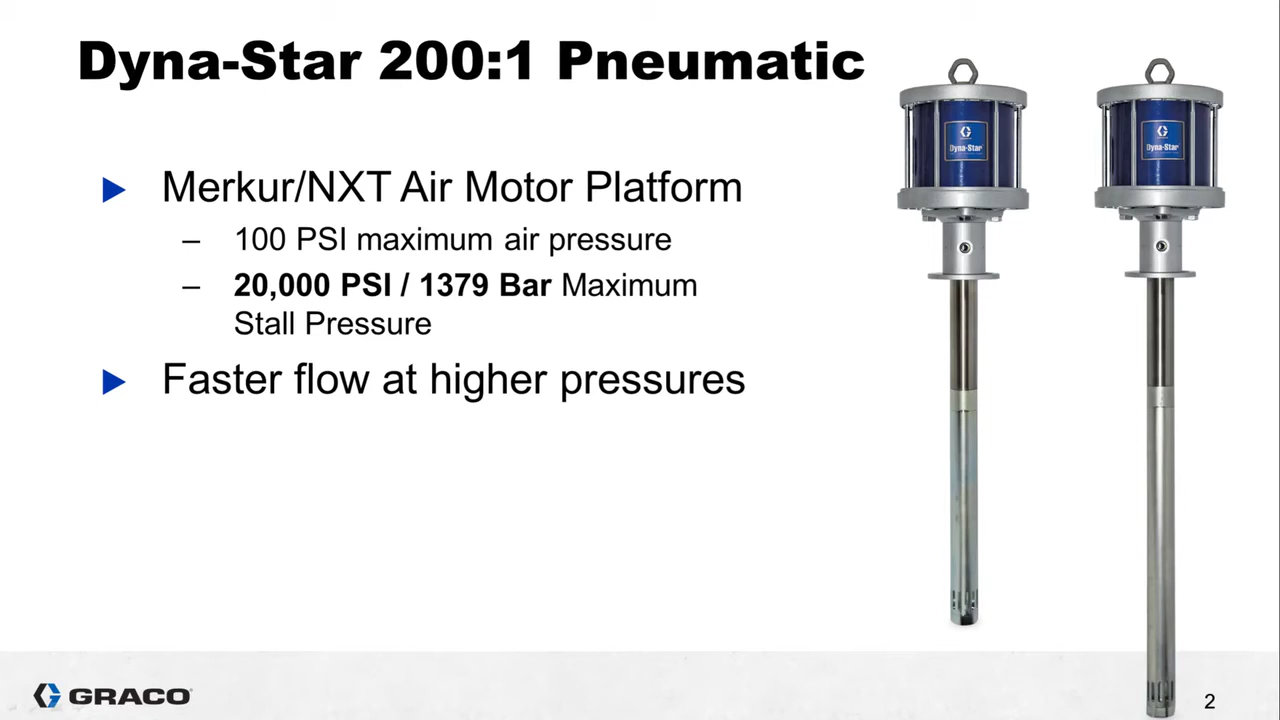 Dyna-Star 200:1 Pneumatic
Merkur/NXT Air Motor Platform
– 100 PSI maximum air pressure
– 20,000 PSI / 1379 Bar Maximum
Stall Pressure
Faster flow at higher pressures
Dyna-Star
Dyna-Star
GRACO
2